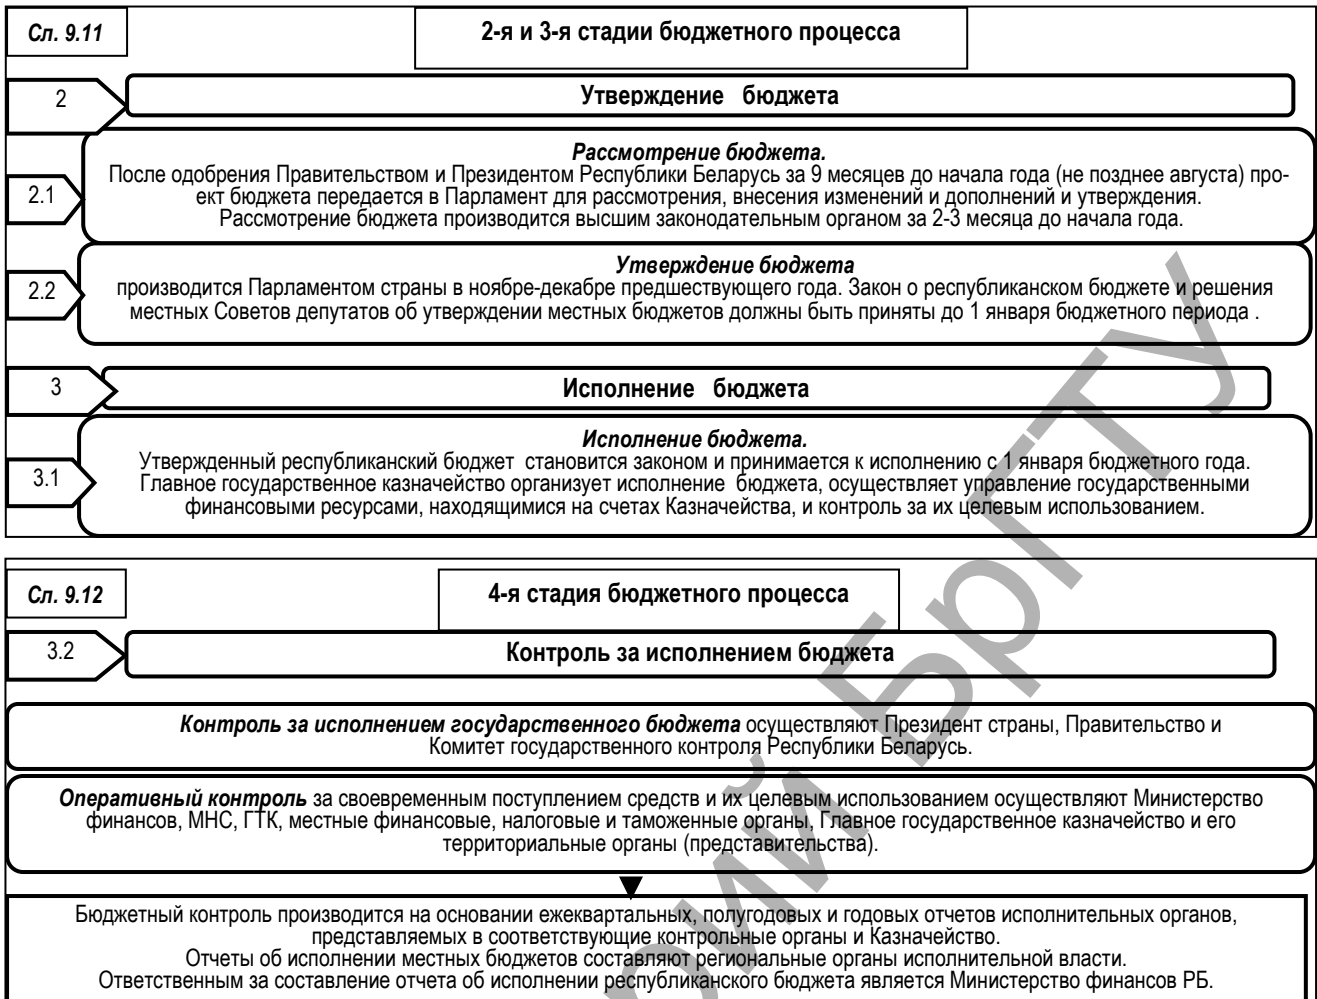 Сл. 9.11
2-я и 3-я стадии бюджетного процесса
2
Утверждение бюджета
2.1
Рассмотрение бюджета.
После одобрения Правительством и Президентом Республики Беларусь за 9 месяцев до начала года (не позднее августа) про-
ект бюджета передается в Парламент для рассмотрения, внесения изменений и дополнений и утверждения.
Рассмотрение бюджета производится высшим законодательным органом за 2-3 месяца до начала года.
2.2
Утверждение бюджета
производится Парламентом страны в ноябре-декабре предшествующего года. Закон о республиканском бюджете и решения
местных Советов депутатов об утверждении местных бюджетов должны быть приняты до 1 января бюджетного периода .
3
Исполнение бюджета
3.1
Исполнение бюджета.
Утвержденный республиканский бюджет становится законом и принимается к исполнению с 1 января бюджетного года.
Главное государственное казначейство организует исполнение бюджета, осуществляет управление государственными
финансовыми ресурсами, находящимися на счетах Казначейства, и контроль за их целевым использованием.
Сл. 9.12
4-я стадия бюджетного процесса
3.2
Контроль за исполнением бюджета
Контроль за исполнением государственного бюджета осуществляют Президент страны, Правительство и
Комитет государственного контроля Республики Беларусь.
Оперативный контроль за своевременным поступлением средств и их целевым использованием осуществляют Министерство
финансов, МНС, ГТК, местные финансовые, налоговые и таможенные органы, Главное государственное казначейство и его
территориальные органы (представительства).
Бюджетный контроль производится на основании ежеквартальных, полугодовых и годовых отчетов исполнительных органов,
представляемых в соответствующие контрольные органы и Казначейство.
Отчеты об исполнении местных бюджетов составляют региональные органы исполнительной власти.
Ответственным за составление отчета об исполнении республиканского бюджета является Министерство финансов РБ.
БрГТУ